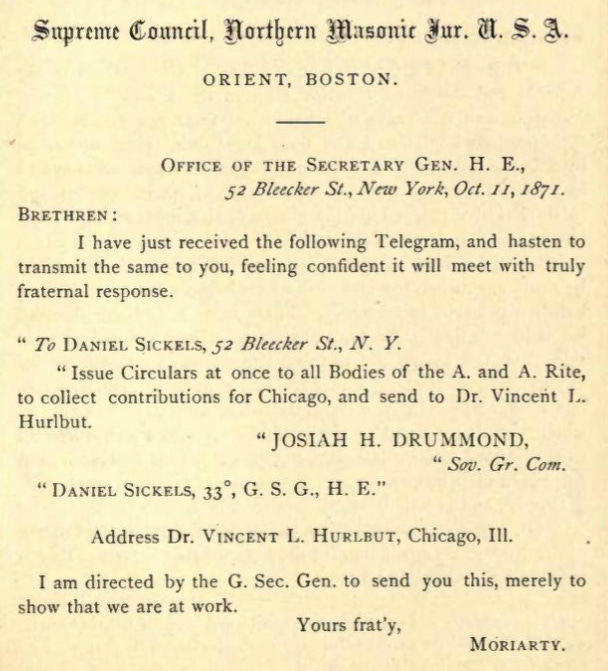 Supreme Council, Northern Masonic Jur. U. S. A.
ORIENT, BOSTON.
OFFICE OF THE SECRETARY GEN. H. E.,
52 Bleecker St., New York, Oct. 11, 1871.
BRETHREN:
I have just received the following Telegram, and hasten to
transmit the same to you, feeling confident it will meet with truly
fraternal response.
" To DANIEL SICKELS, 52 Bleecker St., N. Y.
" Issue Circulars at once to all Bodies of the A. and A. Rite,
to collect contributions for Chicago, and send to Dr. Vincent L.
Hurlbut.
" JOSIAH H. DRUMMOND,
" Sov. Gr. Com.
" DANIEL SICKELS, 33°, G. S. G., H. E."
Address Dr. VINCENT L. HURLBUT, Chicago, Ill.
I am directed by the G. Sec. Gen. to send you this, merely to
show that we are at work.
Yours frat'y,
MORIARTY.